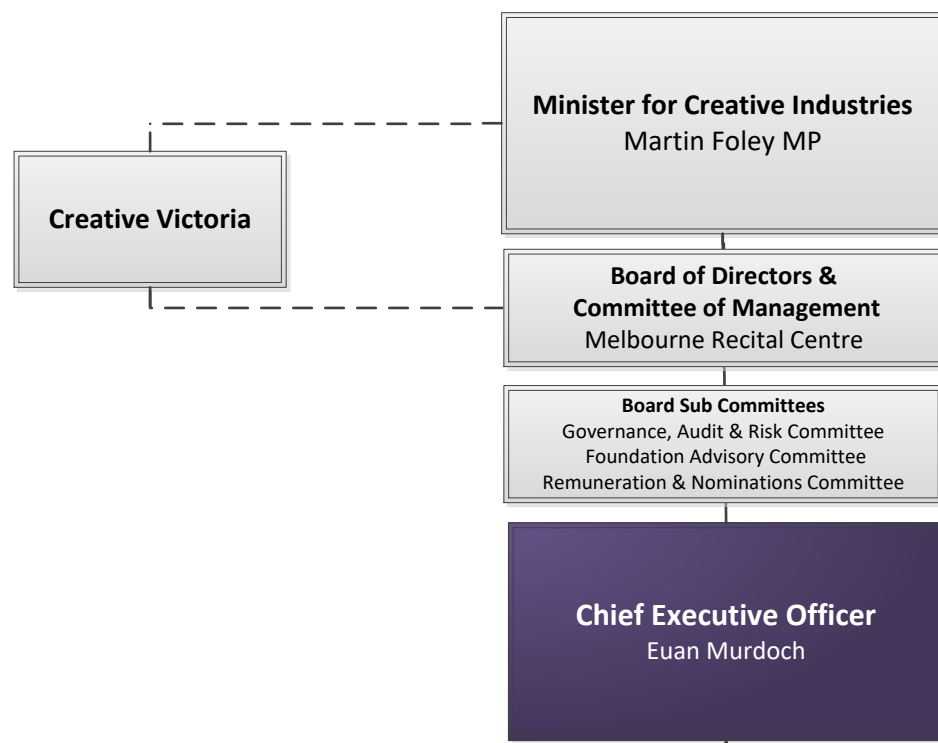 Minister for Creative Industries
Martin Foley MP
Creative Victoria
Board of Directors &
Committee of Management
Melbourne Recital Centre
Board Sub Committees
Governance, Audit & Risk Committee
Foundation Advisory Committee
Remuneration & Nominations Committee
Chief Executive Officer
Euan Murdoch